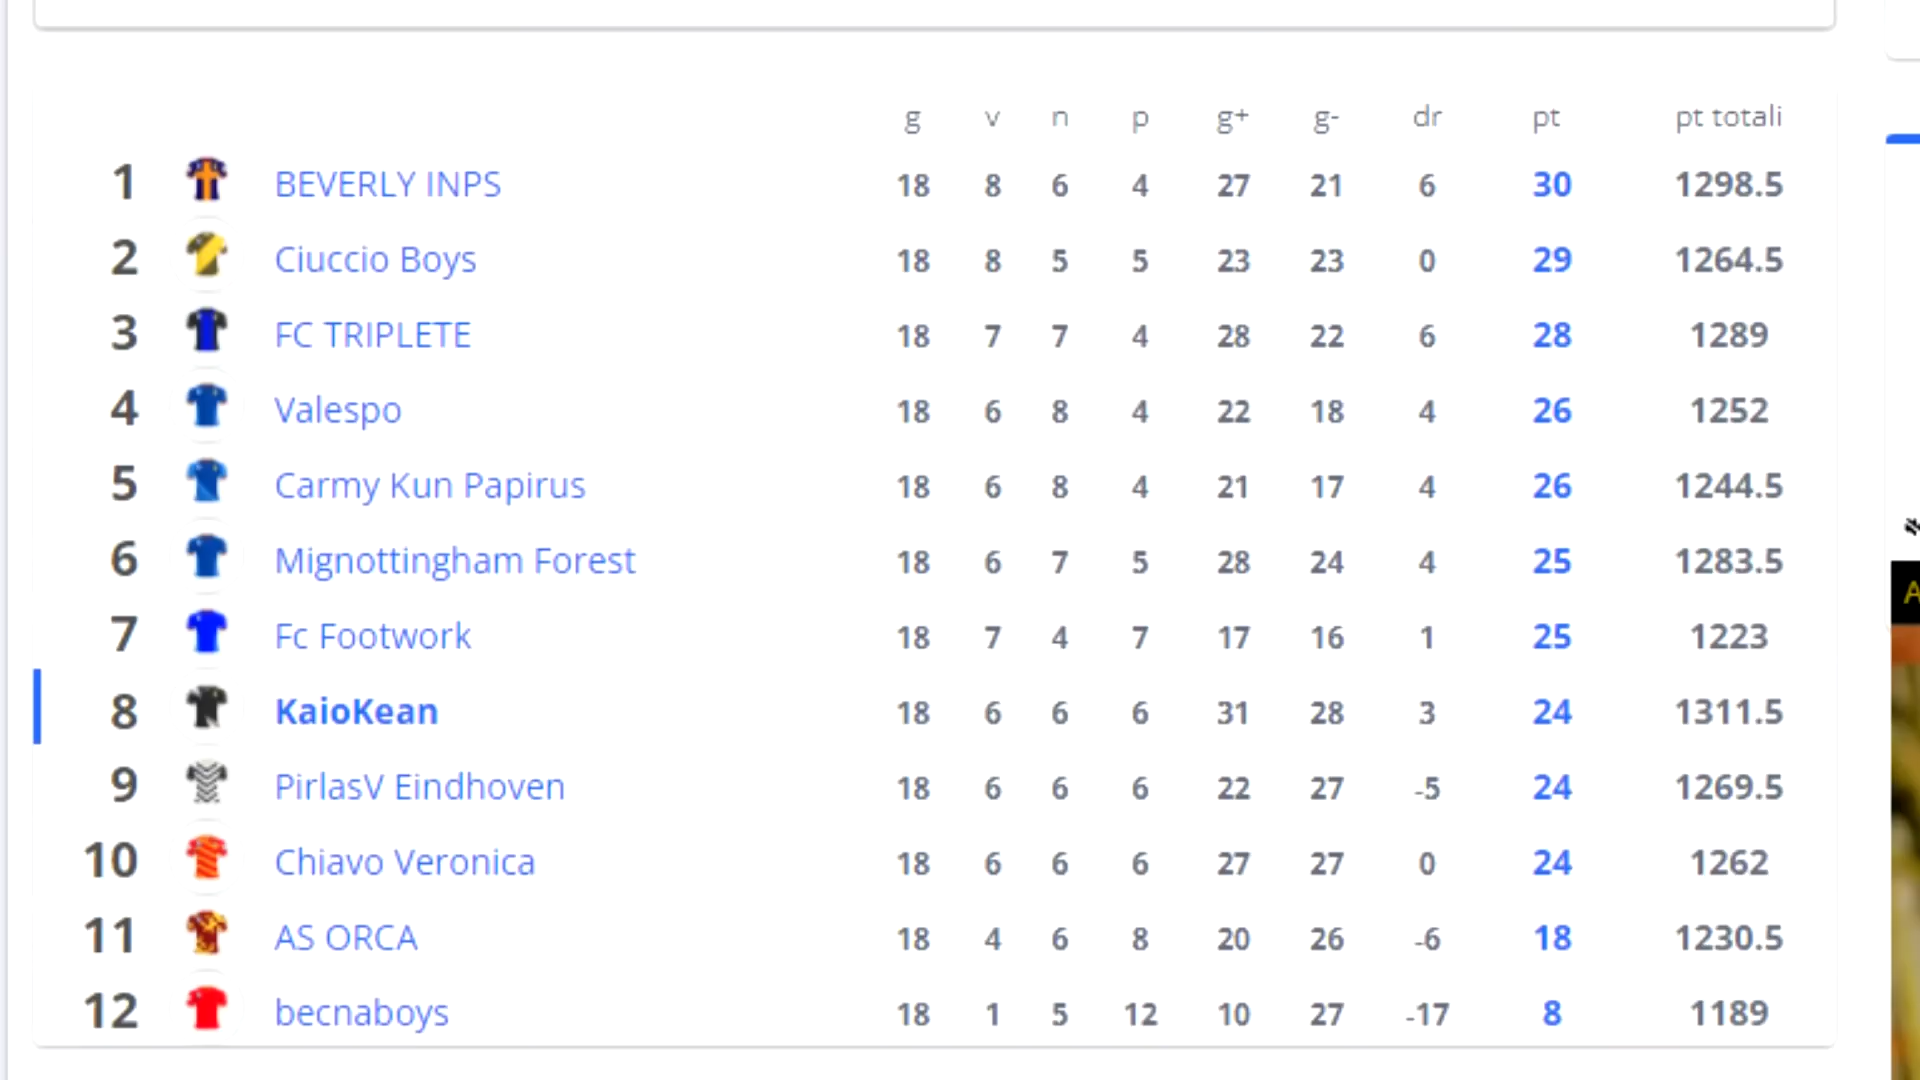 g v n p g+ g- dr pt pt totali
1 BEVERLY INPS 18 8 6 4 27 21 6 30 1298.5
2 Ciuccio Boys 18 8 5 5 23 23 0 29 1264.5
3 FC TRIPLETE 18 7 7 4 28 22 6 28 1289
4 Valespo 18 6 8 4 22 18 4 26 1252
5 Carmy Kun Papirus 18 6 8 4 21 17 4 26 1244.5
6 Mignottingham Forest 18 6 7 5 28 24 4 25 1283.5
7 Fc Footwork 18 7 4 7 17 16 1 25 1223
8 KaioKean 18 6 6 6 31 28 3 24 1311.5
9 PirlasV Eindhoven 18 6 6 6 22 27 -5 24 1269.5
10 Chiavo Veronica 18 6 6 6 27 27 0 24 1262
11 AS ORCA 18 4 6 8 20 26 -6 18 1230.5
12 becnaboys 18 1 5 12 10 27 -17 8 1189